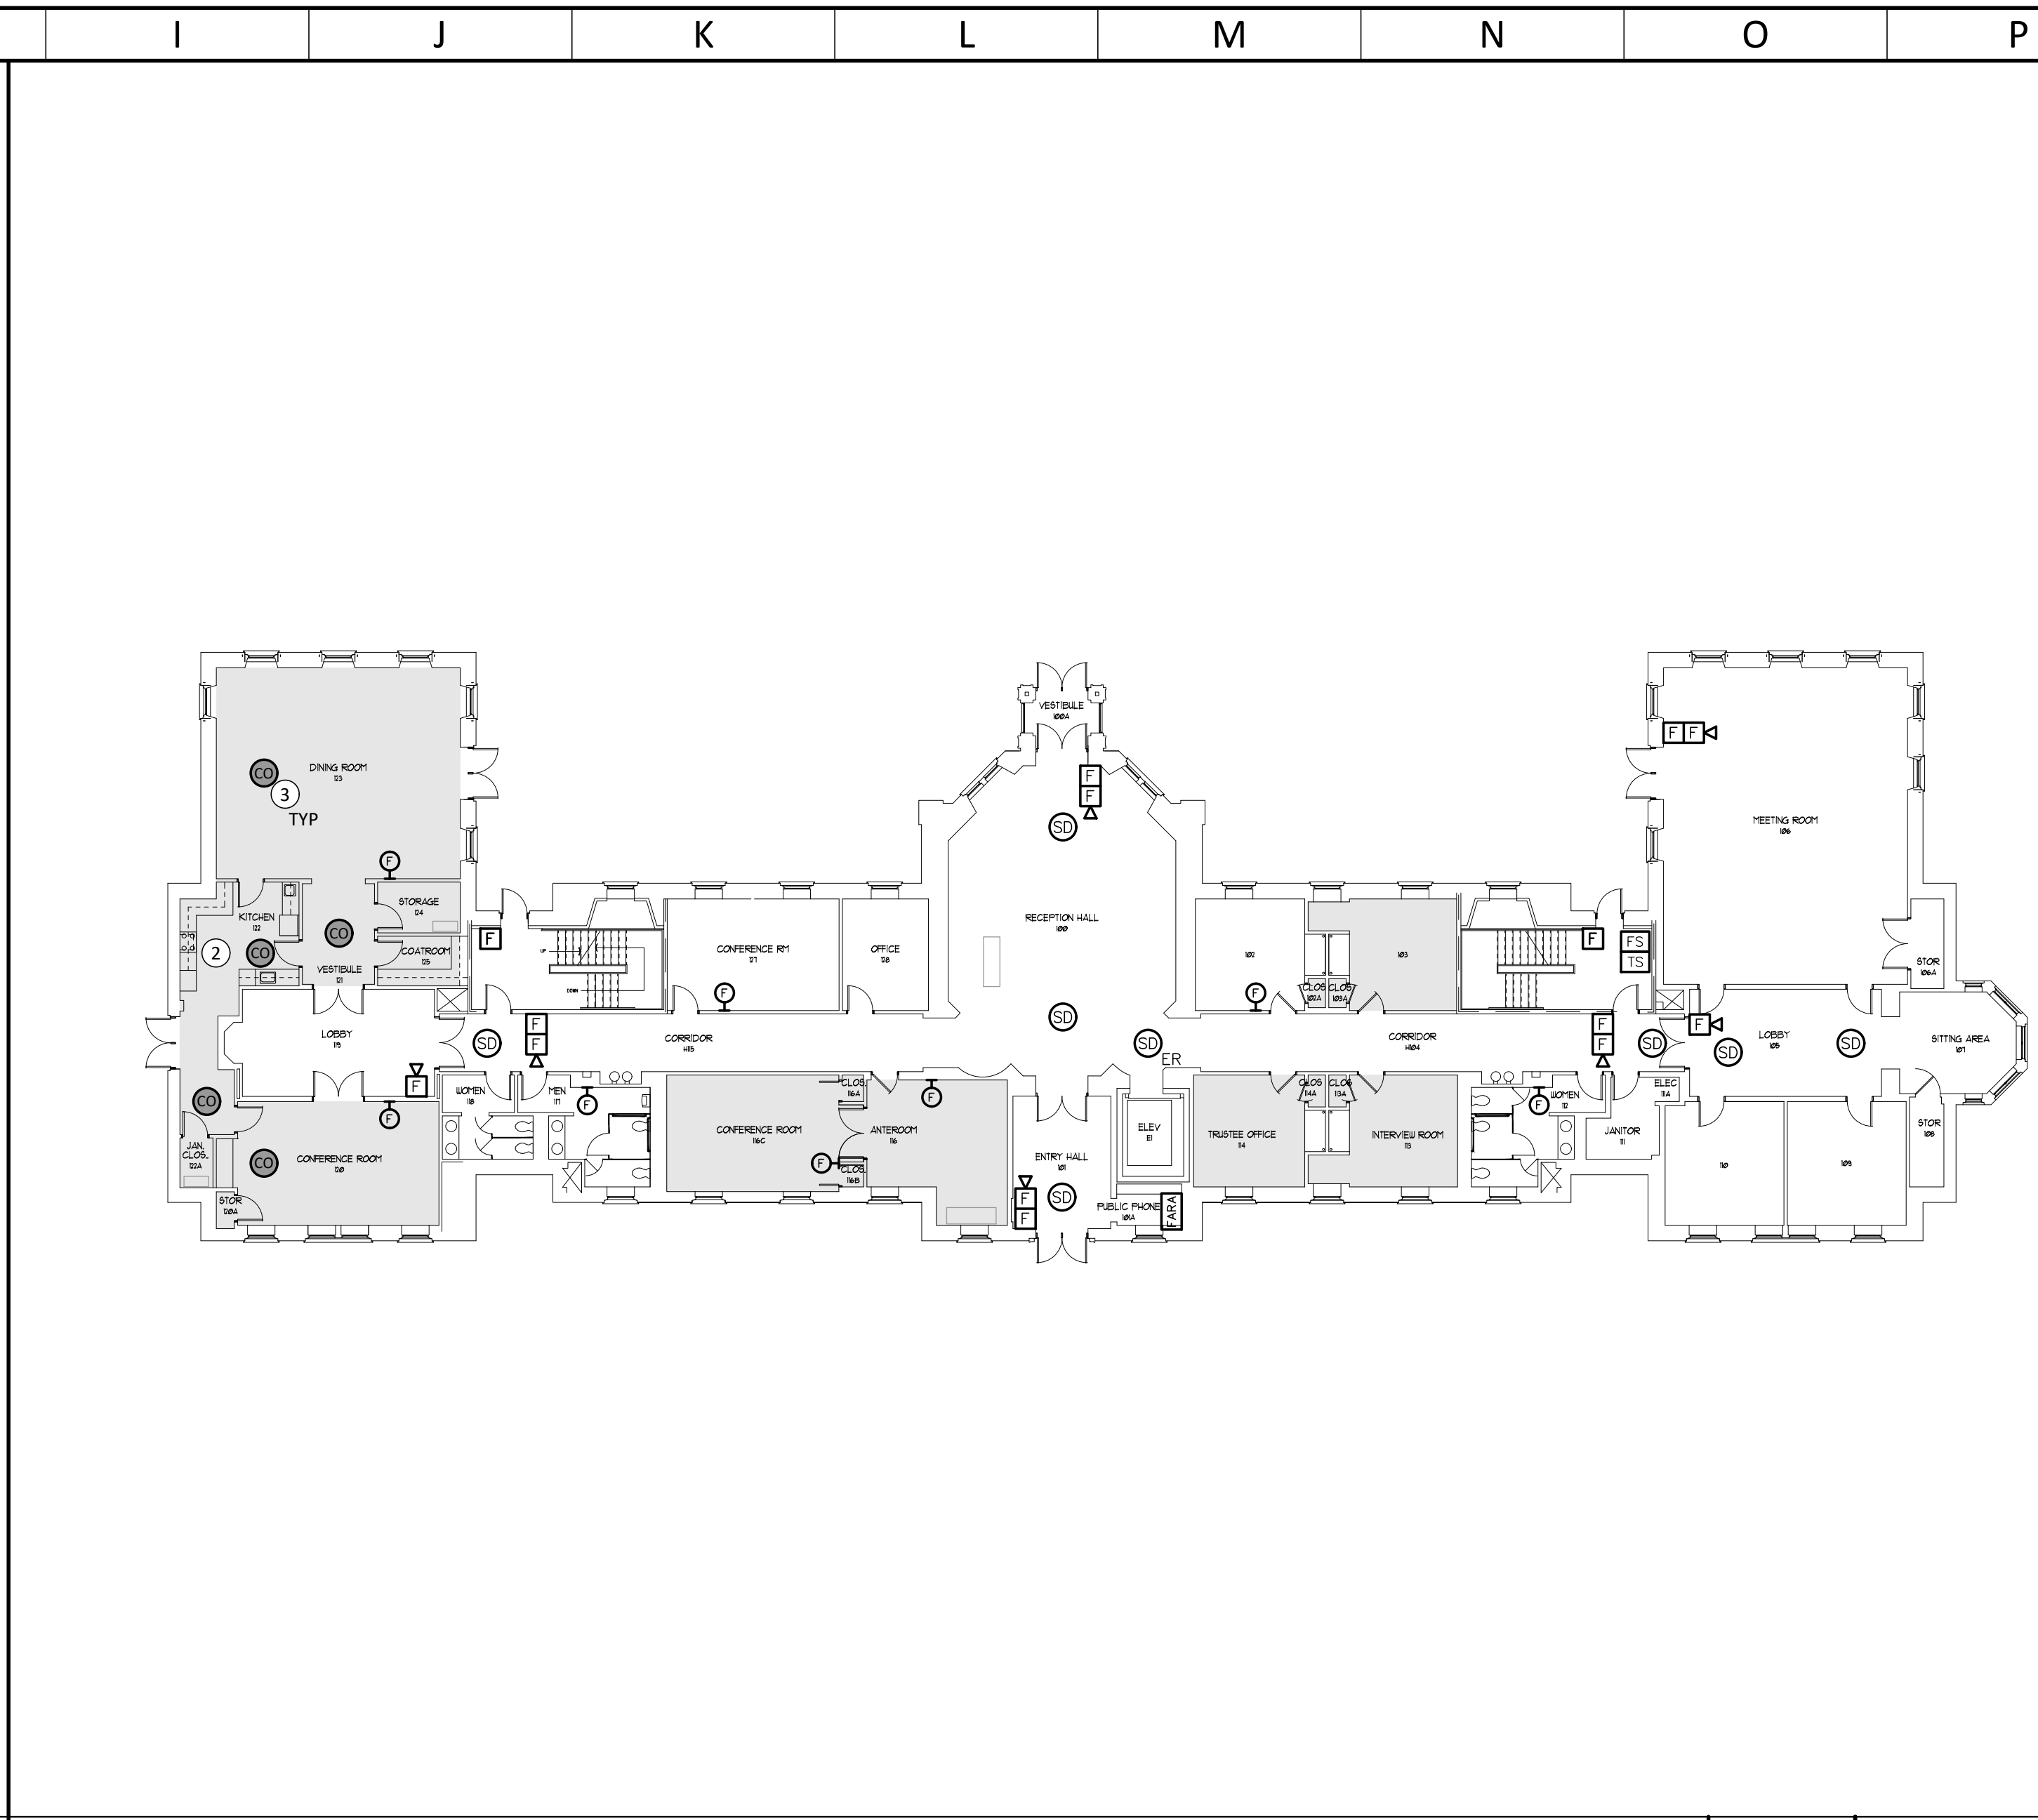 I J K L M N O P
VESTIBULE
100A
F F
F
F
DINING ROOM
123
CO
3
TYP
SD
MEETING ROOM
106
F
STORAGE
124
KITCHEN
122
CO
2
CO
COATROOM
125
VESTIBULE
121
F
UP
DOWN
CONFERENCE RM
127
OFFICE
128
RECEPTION HALL
100
102
103
F
FS
TS
STOR
106A
F
F
CLOS
102A
CLOS
103A
LOBBY
119
SD
F
F
CORRIDOR
H115
SD
SD
ER
CORRIDOR
H104
F
F
SD
F
SD
LOBBY
105
SD
SITTING AREA
107
F
WOMEN
118
MEN
117
F
CLOS
116A
F
CLOS
114A
CLOS
113A
F
WOMEN
112
ELEC
111A
CO
F
JAN.
CLOS.
122A
CONFERENCE ROOM
120
CO
STOR
120A
CONFERENCE ROOM
116C
ANTEROOM
116
F
CLOS
116B
ENTRY HALL
101
SD
F
F
ELEV
E1
PUBLIC PHONE
101A
FARA
TRUSTEE OFFICE
114
INTERVIEW ROOM
113
JANITOR
111
110
109
STOR
108